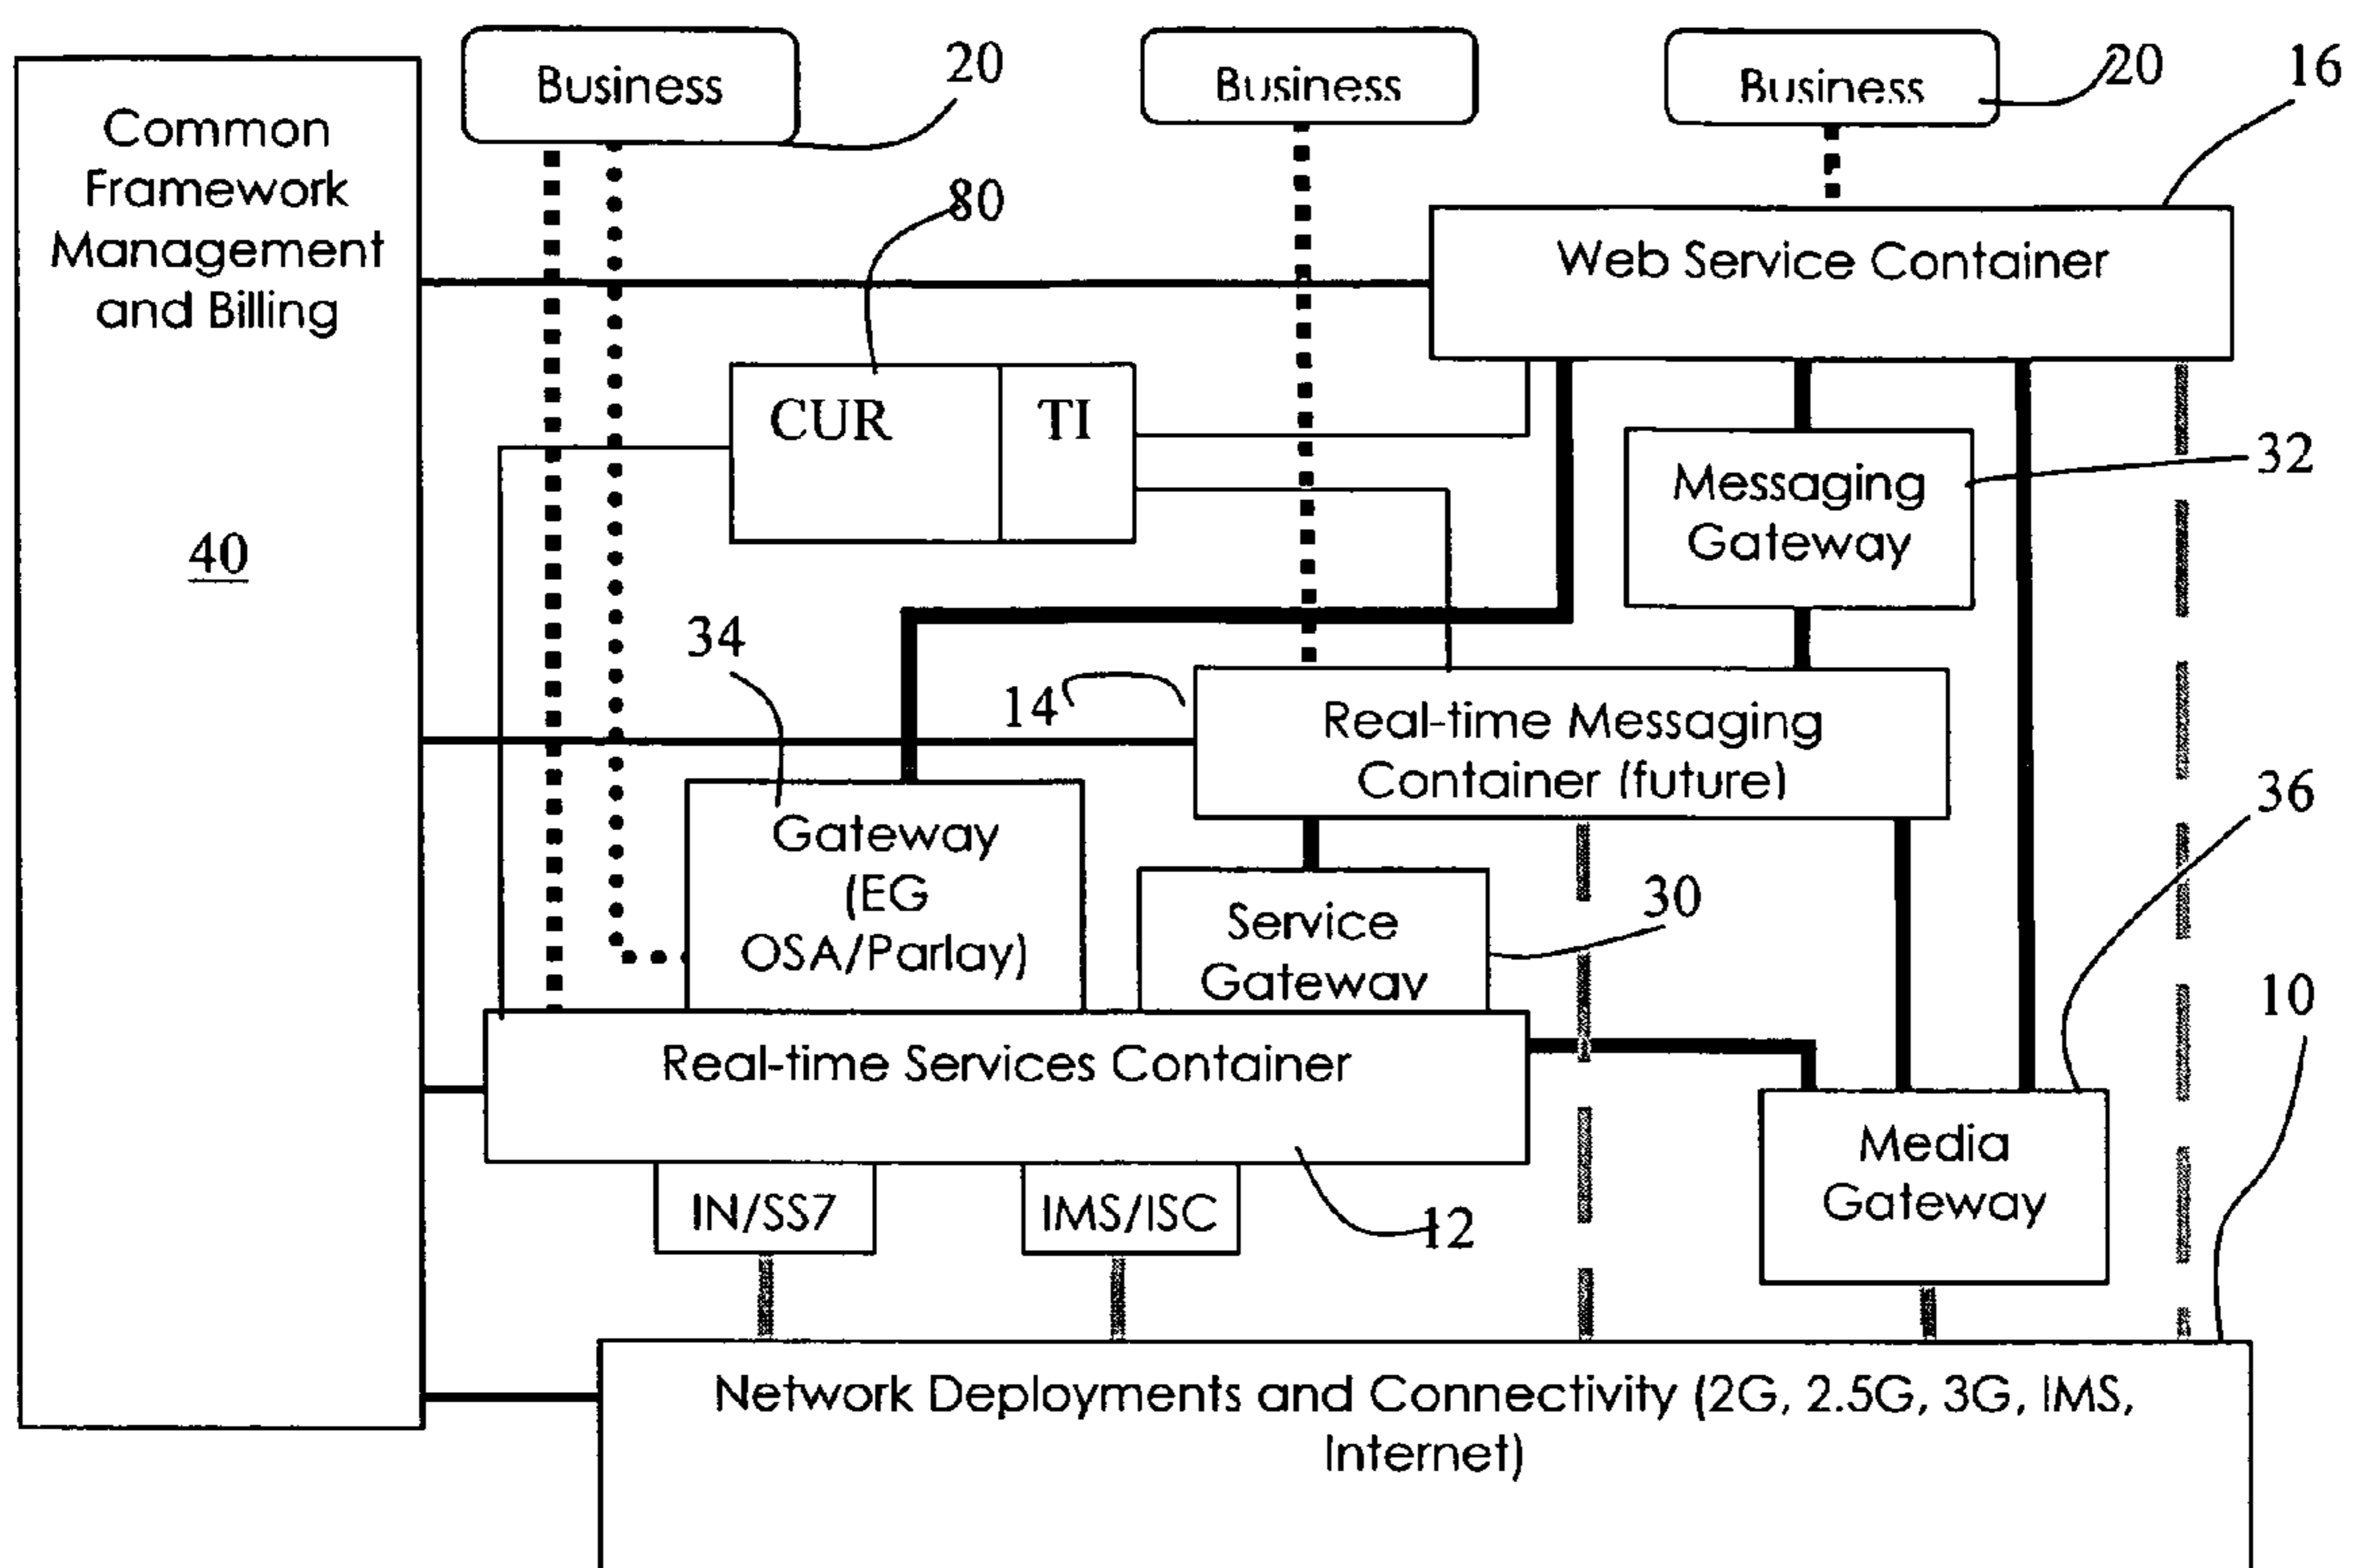 Business
20
Business
Business
20
16
Common
Framework
Management
and Billing
40
80
Web Service Container
CUR
TI
32
Messaging
Gateway
34
14
Real-time Messaging
Container (future)
36
Gateway
(EG
OSA/Parlay)
Service
Gateway
30
10
Real-time Services Container
Media
Gateway
IN/SS7
IMS/ISC
12
Network Deployments and Connectivity (2G, 2.5G, 3G, IMS,
Internet)